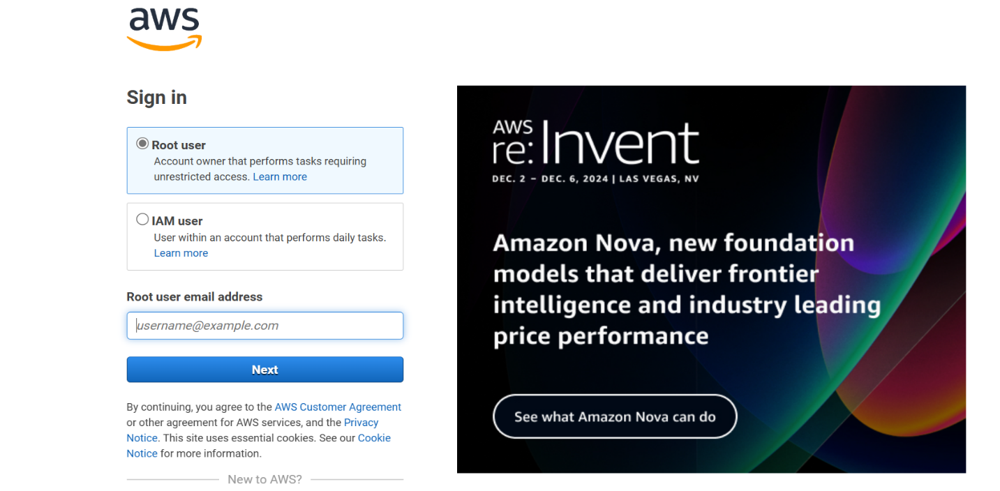 aws
Sign in
Root user
Account owner that performs tasks requiring
unrestricted access. Learn more
IAM user
User within an account that performs daily tasks.
Learn more
Root user email address
username@example.com
Next
By continuing, you agree to the AWS Customer Agreement
or other agreement for AWS services, and the Privacy
Notice. This site uses essential cookies. See our Cookie
Notice for more information.
New to AWS?
AWS
re:Invent
DEC. 2 – DEC. 6, 2024 | LAS VEGAS, NV
Amazon Nova, new foundation
models that deliver frontier
intelligence and industry leading
price performance
See what Amazon Nova can do